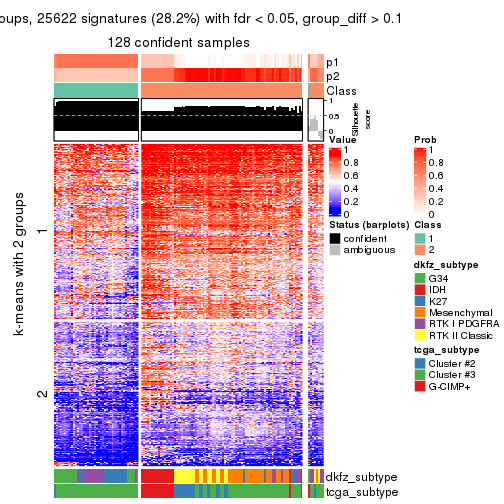 oups, 25622 signatures (28.2%) with fdr < 0.05, group_diff > 0.1
128 confident samples
p1
p2
Class
1
0.5
0
Silhouette
score
k-means with 2 groups
1
2
Value
1
0.8
0.6
0.4
0.2
0
Prob
1
0.8
0.6
0.4
0.2
0
Status (barplots)
confident
ambiguous
Class
1
2
dkfz_subtype
G34
IDH
K27
Mesenchymal
RTK I PDGFRA
RTK II Classic
tcga_subtype
Cluster #2
Cluster #3
G-CIMP+
dkfz_subtype
tcga_subtype